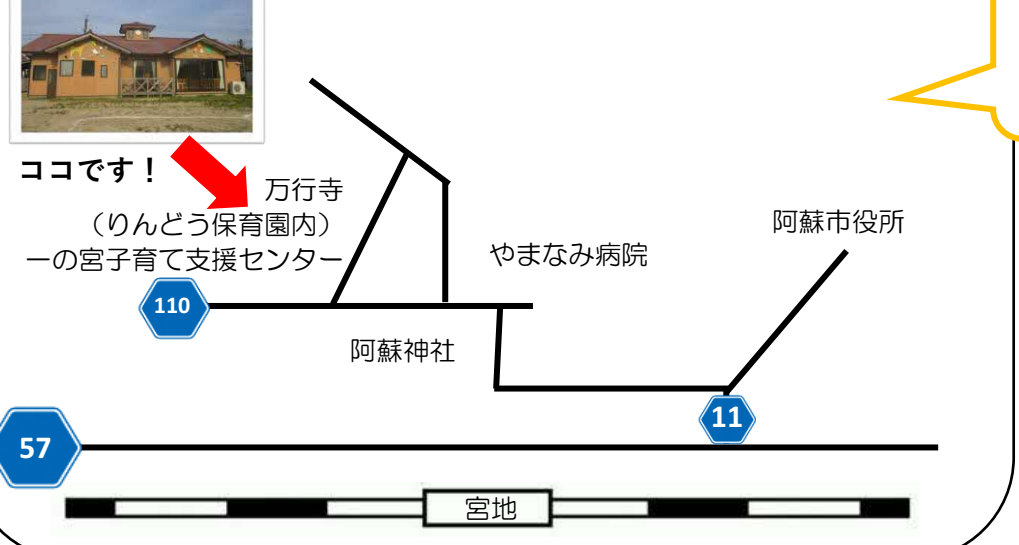 ココです！
万行寺
（りんどう保育園内）
一の宮子育て支援センター
やまなみ病院
阿蘇市役所
110
阿蘇神社
11
57
宮地